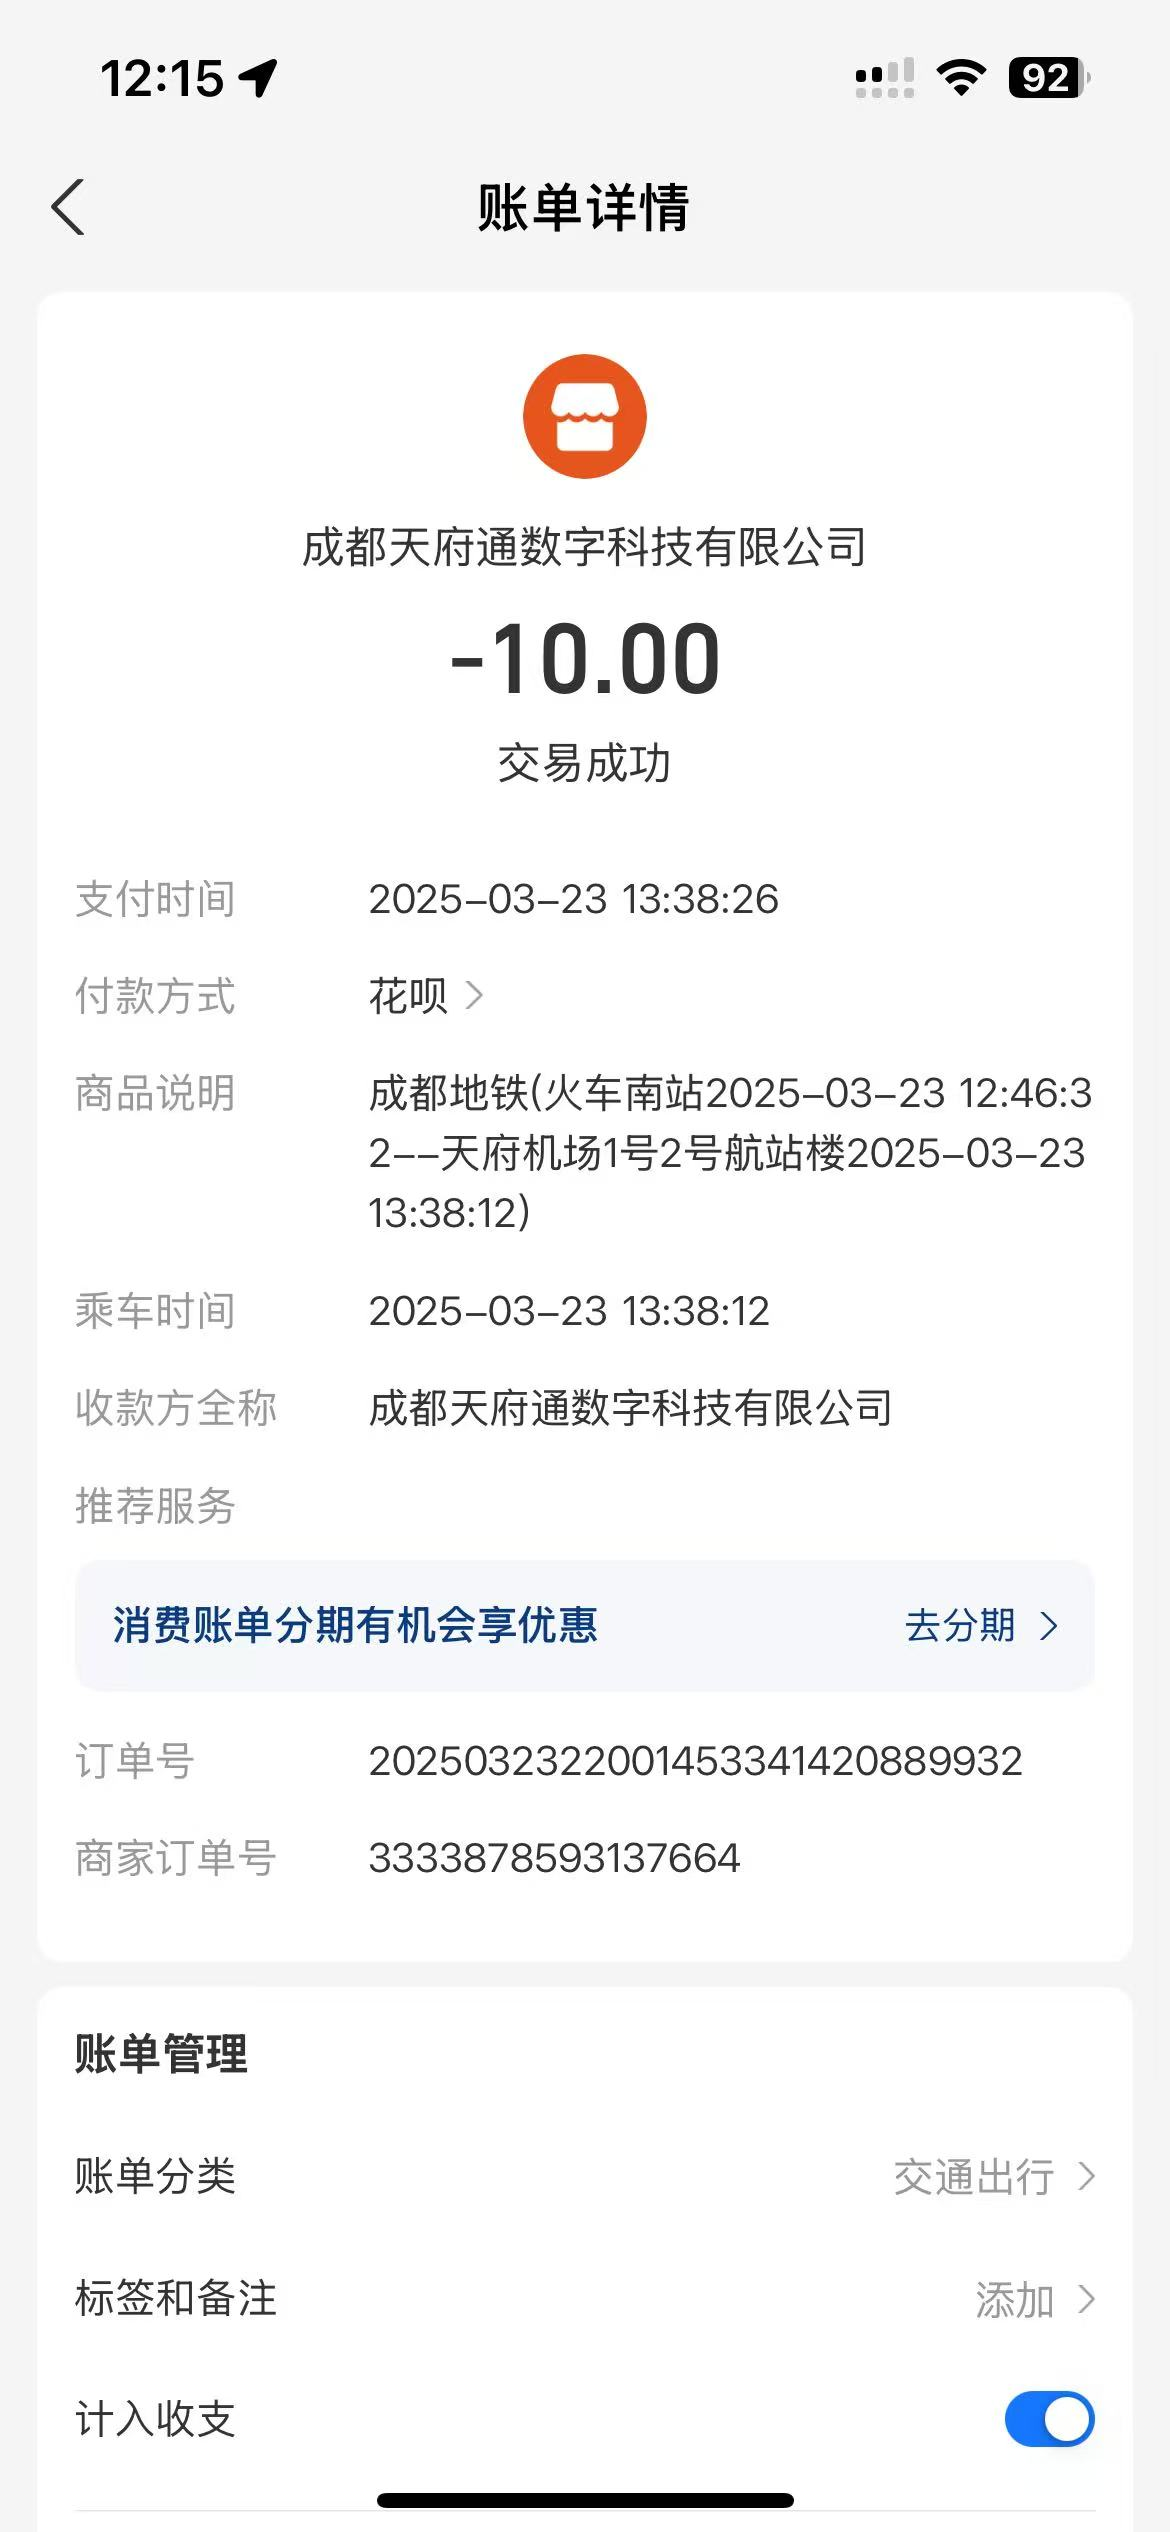 12:15
92
账单详情
成都天府通数字科技有限公司
-10.00
交易成功
支付时间 2025-03-23 13:38:26
付款方式 花呗
商品说明 成都地铁(火车南站2025-03-23 12:46:3
2--天府机场1号2号航站楼2025-03-23
13:38:12)
乘车时间 2025-03-23 13:38:12
收款方全称 成都天府通数字科技有限公司
推荐服务
消费账单分期有机会享优惠 去分期
订单号 2025032322001453341420889932
商家订单号 3333878593137664
账单管理
账单分类 交通出行
标签和备注 添加
计入收支